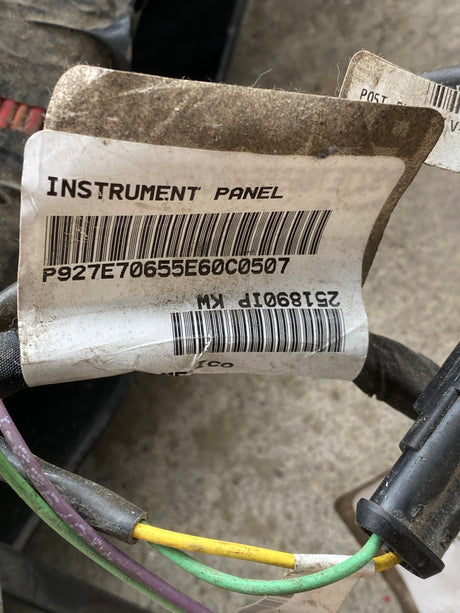 INSTRUMENT PANEL
P927E70655E60C0507
251890IP KW
POST